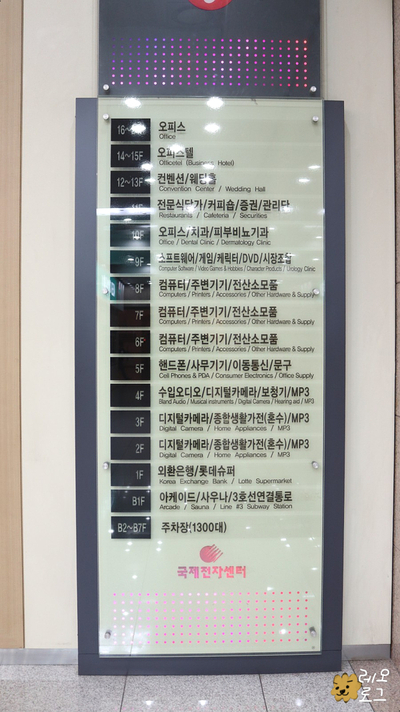 오피스
Office
14~15F 오피스텔
Officetel (Business Hotel)
12~13F 컨벤션/웨딩홀
Convention Center / Wedding Hall
11F 전문식당가/커피숍/증권/관리단
Restaurants / Cafeteria / Securities
10F 오피스/치과/피부비뇨기과
Office / Dental Clinic / Dermatology Clinic
9F 소프트웨어/게임/케릭터/DVD/시장조합
Computer Software / Video Games & Hobbies / Character Products / Urology Clinic
8F 컴퓨터/주변기기/전산소모품
Computers / Printers / Accessories / Other Hardware & Supply
7F 컴퓨터/주변기기/전산소모품
Computers / Printers / Accessories / Other Hardware & Supply
6F 컴퓨터/주변기기/전산소모품
Computers / Printers / Accessories / Other Hardware & Supply
5F 핸드폰/사무기기/이동통신/문구
Cell Phones & PDA / Consumer Electronics / Office Supply
4F 수입오디오/디지털카메라/보청기/MP3
Bland Audio / Musical instruments / Digital Camera / Hearing aid / MP3
3F 디지털카메라/종합생활가전(혼수)/MP3
Digital Camera / Home Appliances / MP3
2F 디지털카메라/종합생활가전(혼수)/MP3
Digital Camera / Home Appliances / MP3
1F 외환은행/롯데슈퍼
Korea Exchange Bank / Lotte Supermarket
B1F 아케이드/사우나/3호선연결통로
Arcade / Sauna / Line #3 Subway Station
B2~B7F 주차장(1300대)
국제전자센터
레오
로그